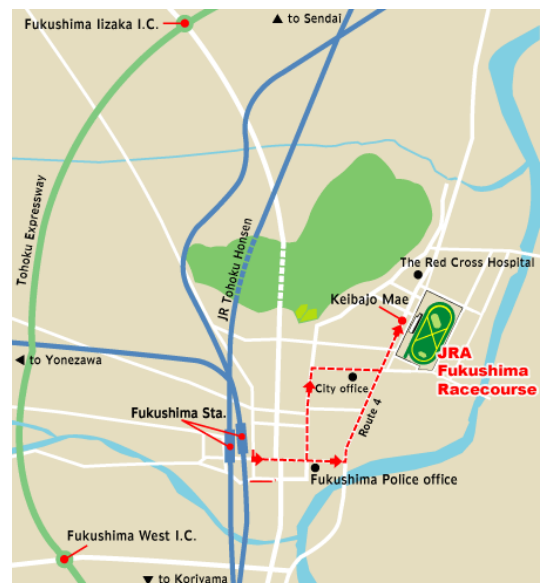 ▲ to Sendai
Fukushima Iizaka I.C.
Tohoku Expressway
JR Tohoku Honsen
The Red Cross Hospital
Keibajo Mae
JRA
Fukushima
Racecourse
◀ to Yonezawa
City office
Fukushima Sta.
Route 4
Fukushima Police office
Fukushima West I.C.
▼ to Koriyama